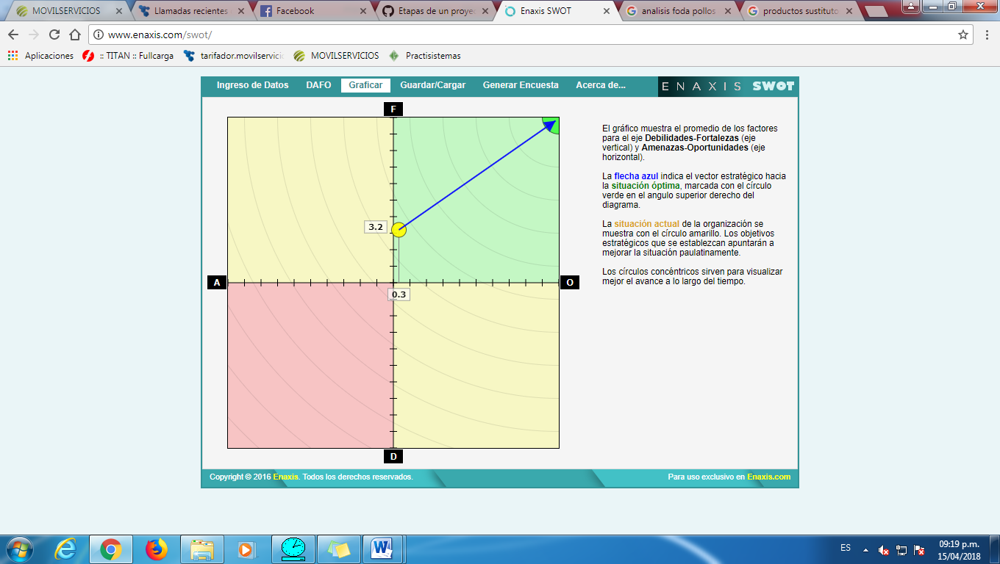 MOVILSERVICIOS
Llamadas recientes
Facebook
Etapas de un proye
Enaxis SWOT
analisis foda pollos
productos sustituto
www.enaxis.com/swot/
Aplicaciones
:: TITAN :: Fullcarga
tarifador.movilservicio
MOVILSERVICIOS
Practisistemas
Ingreso de Datos
DAFO
Graficar
Guardar/Cargar
Generar Encuesta
Acerca de...
ENAXIS SWOT
F
El gráfico muestra el promedio de los factores
para el eje Debilidades-Fortalezas (eje
vertical) y Amenazas-Oportunidades (eje
horizontal).
La flecha azul indica el vector estratégico hacia
la situación óptima, marcada con el círculo
verde en el angulo superior derecho del
diagrama.
La situación actual de la organización se
muestra con el círculo amarillo. Los objetivos
estratégicos que se establezcan apuntarán a
mejorar la situación paulatinamente.
Los círculos concéntricos sirven para visualizar
mejor el avance a lo largo del tiempo.
3.2
A
O
0.3
D
Copyright © 2016 Enaxis. Todos los derechos reservados.
Para uso exclusivo en Enaxis.com
ES
09:19 p.m.
15/04/2018